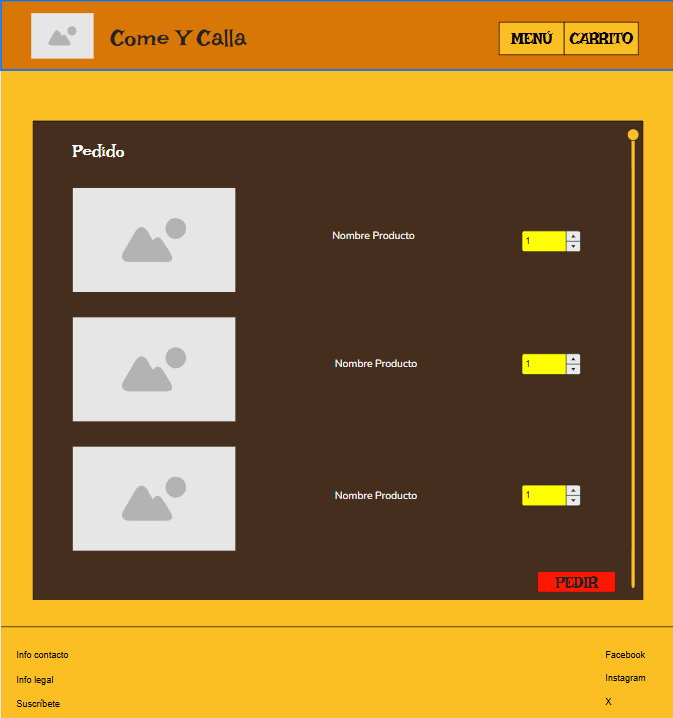 Come Y Calla
MENÚ
CARRITO
Pedido
Nombre Producto
1
Nombre Producto
1
Nombre Producto
1
PEDIR
Info contacto
Facebook
Info legal
Instagram
Suscríbete
X